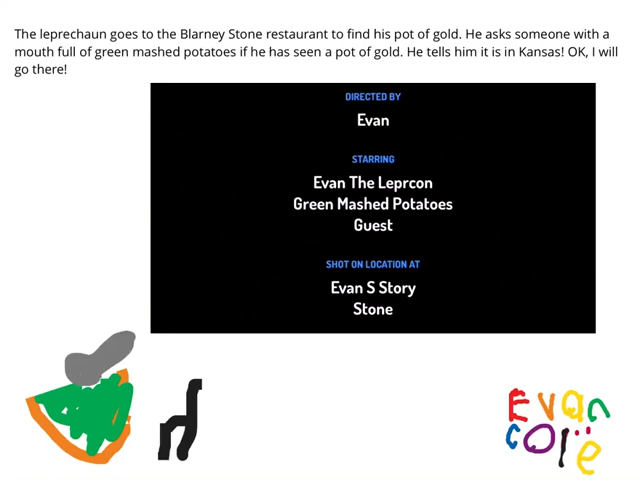 The leprechaun goes to the Blarney Stone restaurant to find his pot of gold. He asks someone with a
mouth full of green mashed potatoes if he has seen a pot of gold. He tells him it is in Kansas! OK, I will
go there!
DIRECTED BY
Evan
STARRING
Evan The Leprcon
Green Mashed Potatoes
Guest
SHOT ON LOCATION AT
Evan S Story
Stone
Evan
cole